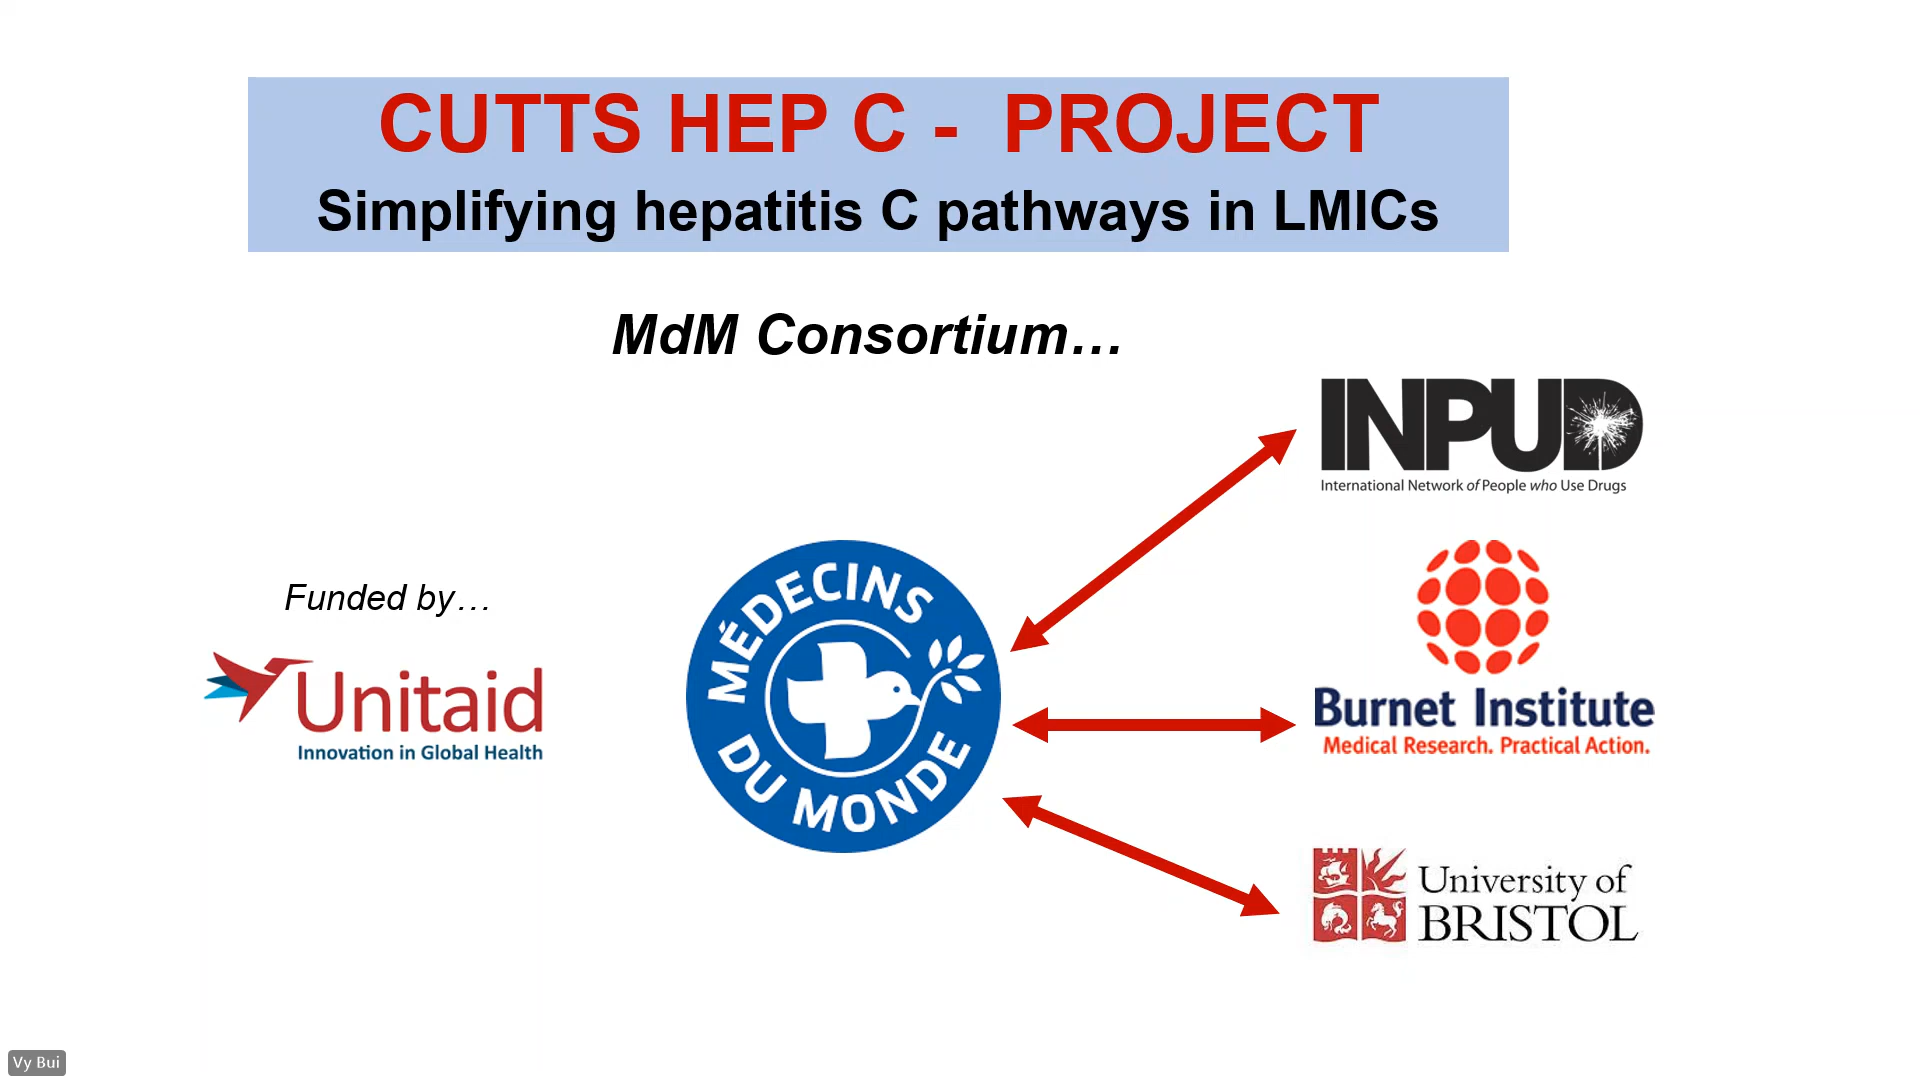 CUTTS HEP C - PROJECT
Simplifying hepatitis C pathways in LMICs
MdM Consortium…
INPUD
International Network of People who Use Drugs
Funded by…
Unitaid
Innovation in Global Health
MÉDECINS
DU MONDE
Burnet Institute
Medical Research. Practical Action.
University of
BRISTOL
Vy Bui